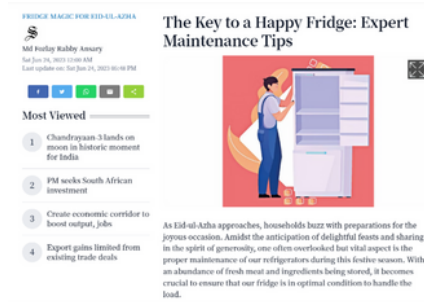 FRIDGE MAGIC FOR EID-UL-AZHA
S
Md Forlay Rabby Ansary
Sat Jun 24, 2023 12:00 AM
Last update on: Sat Jun 24, 2023 01:41 PM
Most Viewed
1 Chandrayaan-3 lands on
moon in historic moment
for India
2 PM seeks South African
investment
3 Create economic corridor to
boost output, jobs
4 Export gains limited from
existing trade deals
The Key to a Happy Fridge: Expert
Maintenance Tips
As Eid-ul-Azha approaches, households buzz with preparations for the
joyous occasion. Amidst the anticipation of delightful feasts and sharing
in the spirit of generosity, one often overlooked but vital aspect is the
proper maintenance of our refrigerators during this festive season. With
an abundance of fresh meat and ingredients being stored, it becomes
crucial to ensure that our fridge is in optimal condition to handle the
load.